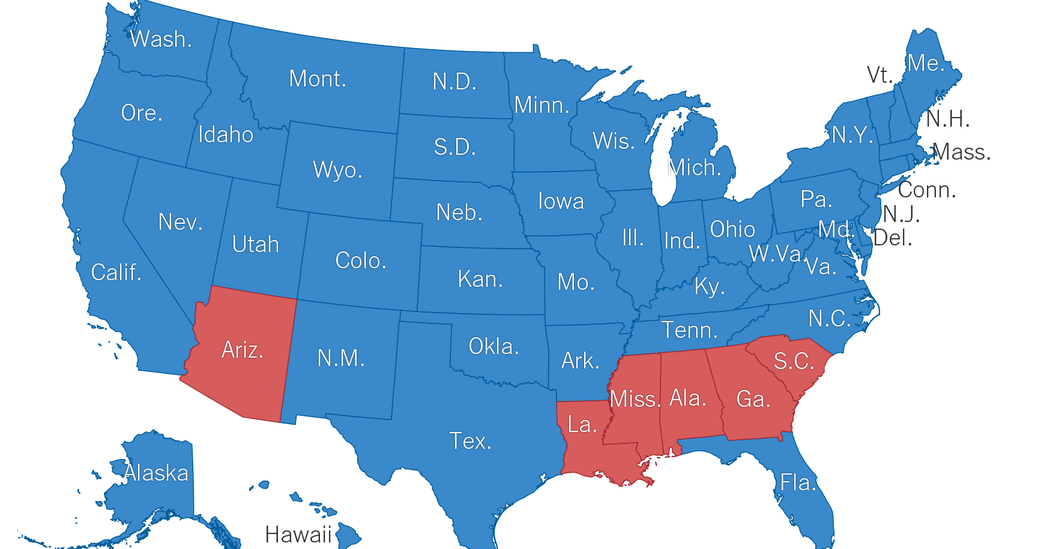 Wash.
Mont.
N.D.
Minn.
Vt.
Me.
Ore.
Idaho
S.D.
Wis.
Mich.
N.Y.
N.H.
Mass.
Wyo.
Neb.
Iowa
Pa.
Conn.
N.J.
Nev.
Utah
Ill.
Ind.
Ohio
Md.
Del.
Calif.
Colo.
Kan.
Mo.
Ky.
W.Va.
Va.
Ariz.
N.M.
Okla.
Ark.
Tenn.
N.C.
Miss.
Ala.
Ga.
S.C.
La.
Tex.
Fla.
Alaska
Hawaii